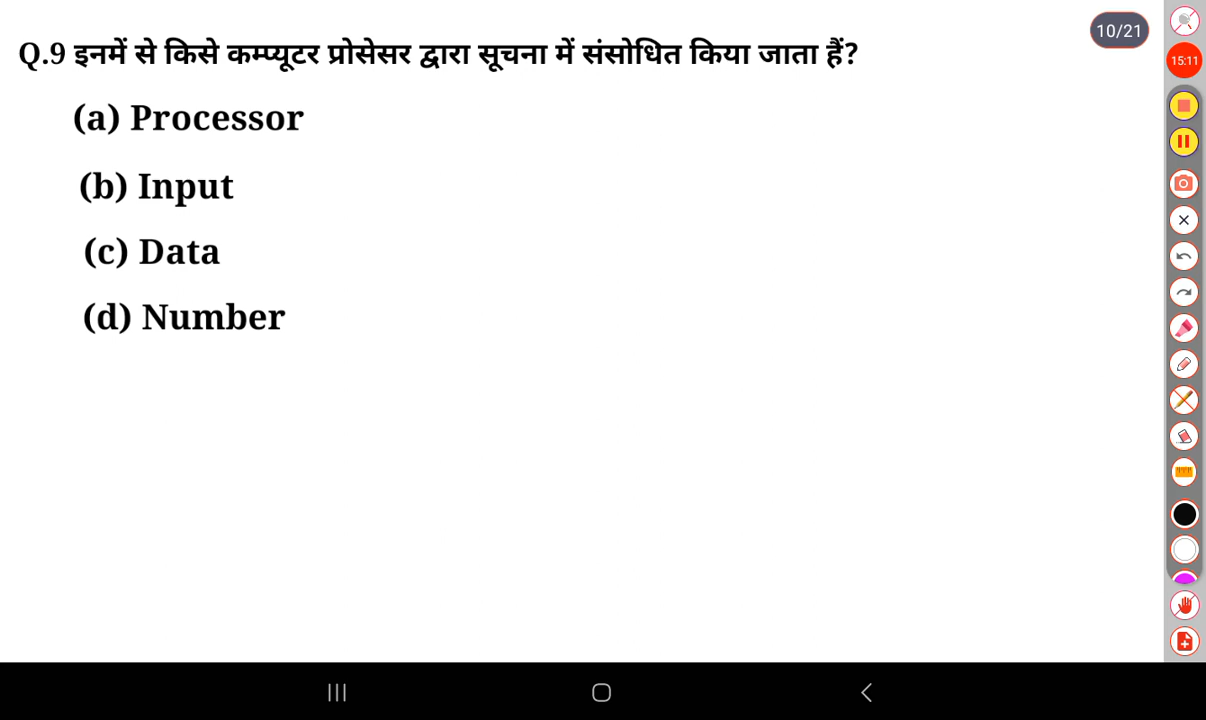 10/21
15:11
Q.9 इनमें से किसे कम्प्यूटर प्रोसेसर द्वारा सूचना में संसोधित किया जाता हैं?
(a) Processor
(b) Input
(c) Data
(d) Number